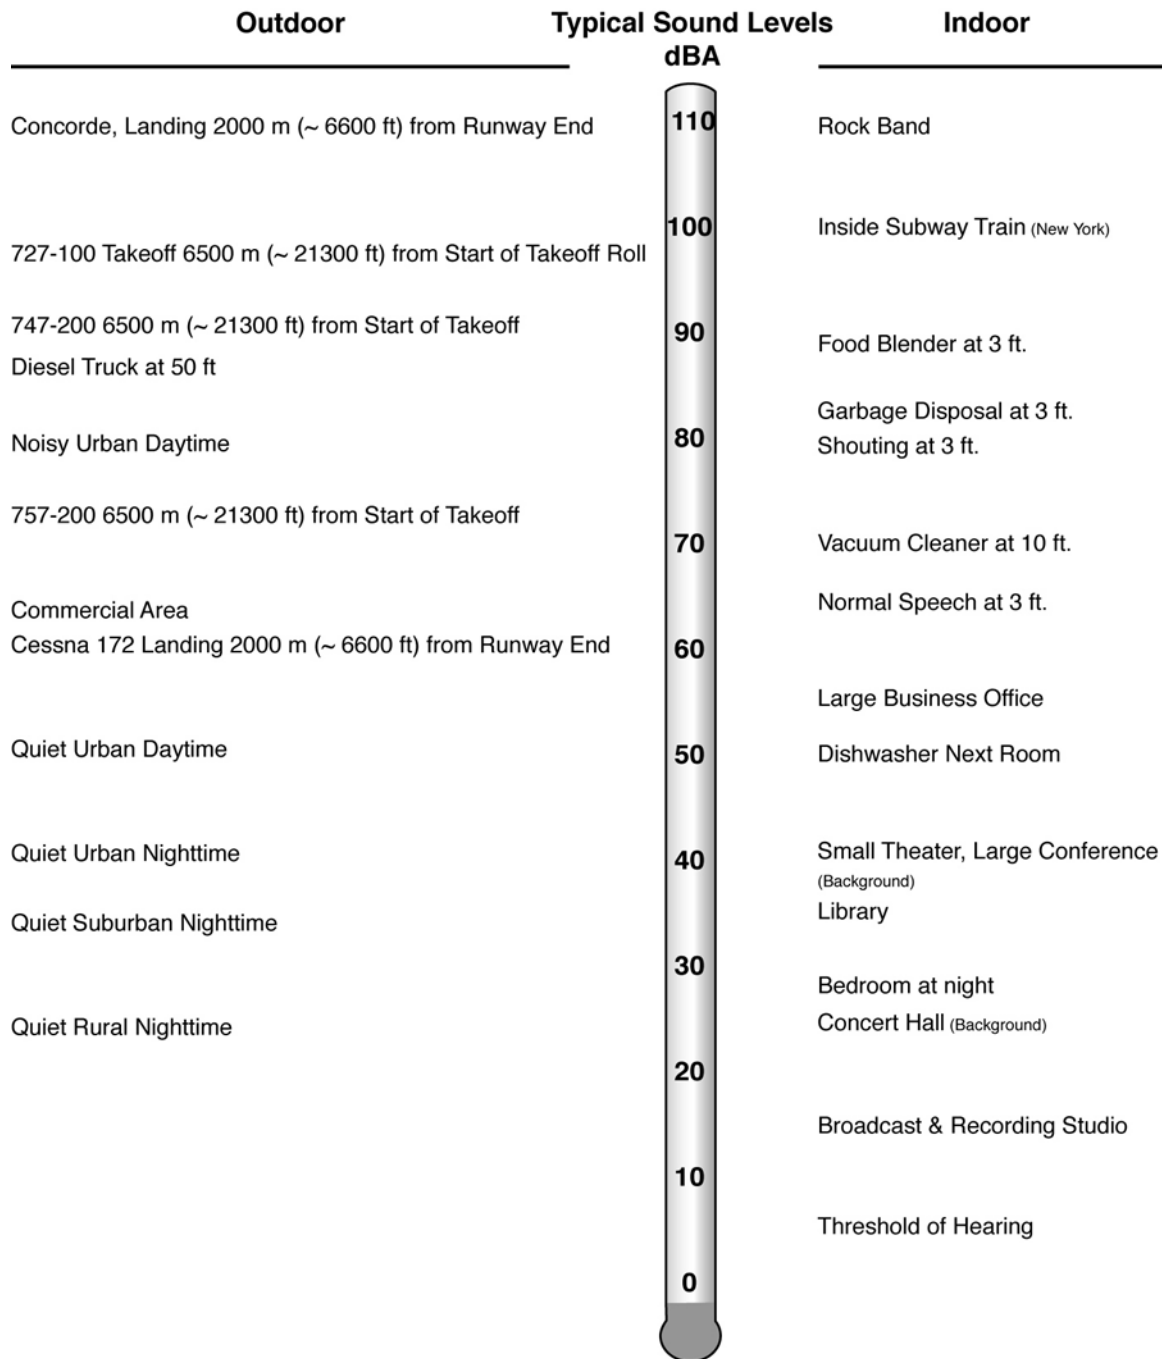 Outdoor
Typical Sound Levels
dBA
Indoor
Concorde, Landing 2000 m (~ 6600 ft) from Runway End
110
Rock Band
100
Inside Subway Train (New York)
727-100 Takeoff 6500 m (~ 21300 ft) from Start of Takeoff Roll
747-200 6500 m (~ 21300 ft) from Start of Takeoff
90
Food Blender at 3 ft.
Diesel Truck at 50 ft
Garbage Disposal at 3 ft.
Noisy Urban Daytime
80
Shouting at 3 ft.
757-200 6500 m (~ 21300 ft) from Start of Takeoff
70
Vacuum Cleaner at 10 ft.
Commercial Area
Normal Speech at 3 ft.
Cessna 172 Landing 2000 m (~ 6600 ft) from Runway End
60
Large Business Office
Quiet Urban Daytime
50
Dishwasher Next Room
Quiet Urban Nighttime
40
Small Theater, Large Conference
(Background)
Library
Quiet Suburban Nighttime
30
Bedroom at night
Quiet Rural Nighttime
Concert Hall (Background)
20
Broadcast & Recording Studio
10
Threshold of Hearing
0